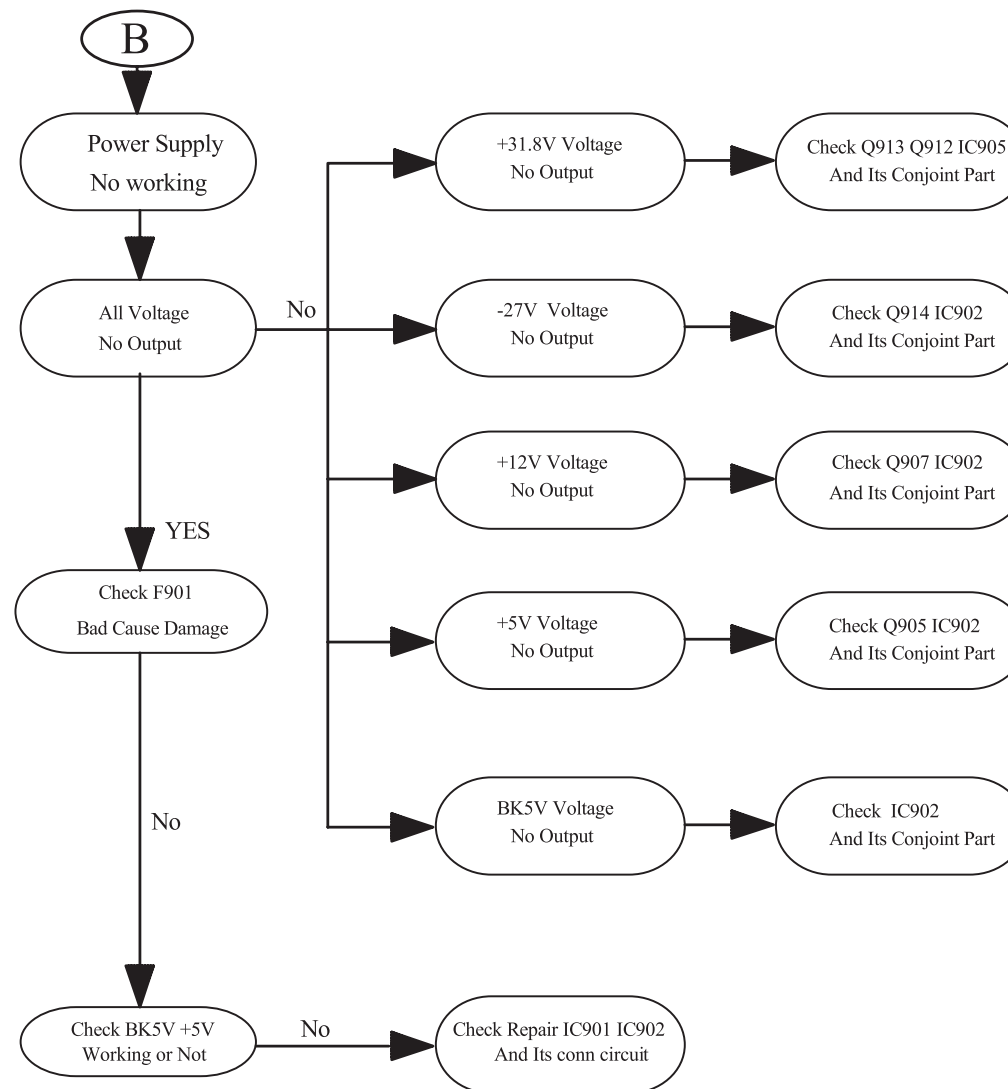 B
Power Supply
No working
All Voltage
No Output
No
YES
Check F901
Bad Cause Damage
No
Check BK5V +5V
Working or Not
No
Check Repair IC901 IC902
And Its conn circuit
+31.8V Voltage
No Output
Check Q913 Q912 IC905
And Its Conjoint Part
-27V Voltage
No Output
Check Q914 IC902
And Its Conjoint Part
+12V Voltage
No Output
Check Q907 IC902
And Its Conjoint Part
+5V Voltage
No Output
Check Q905 IC902
And Its Conjoint Part
BK5V Voltage
No Output
Check IC902
And Its Conjoint Part